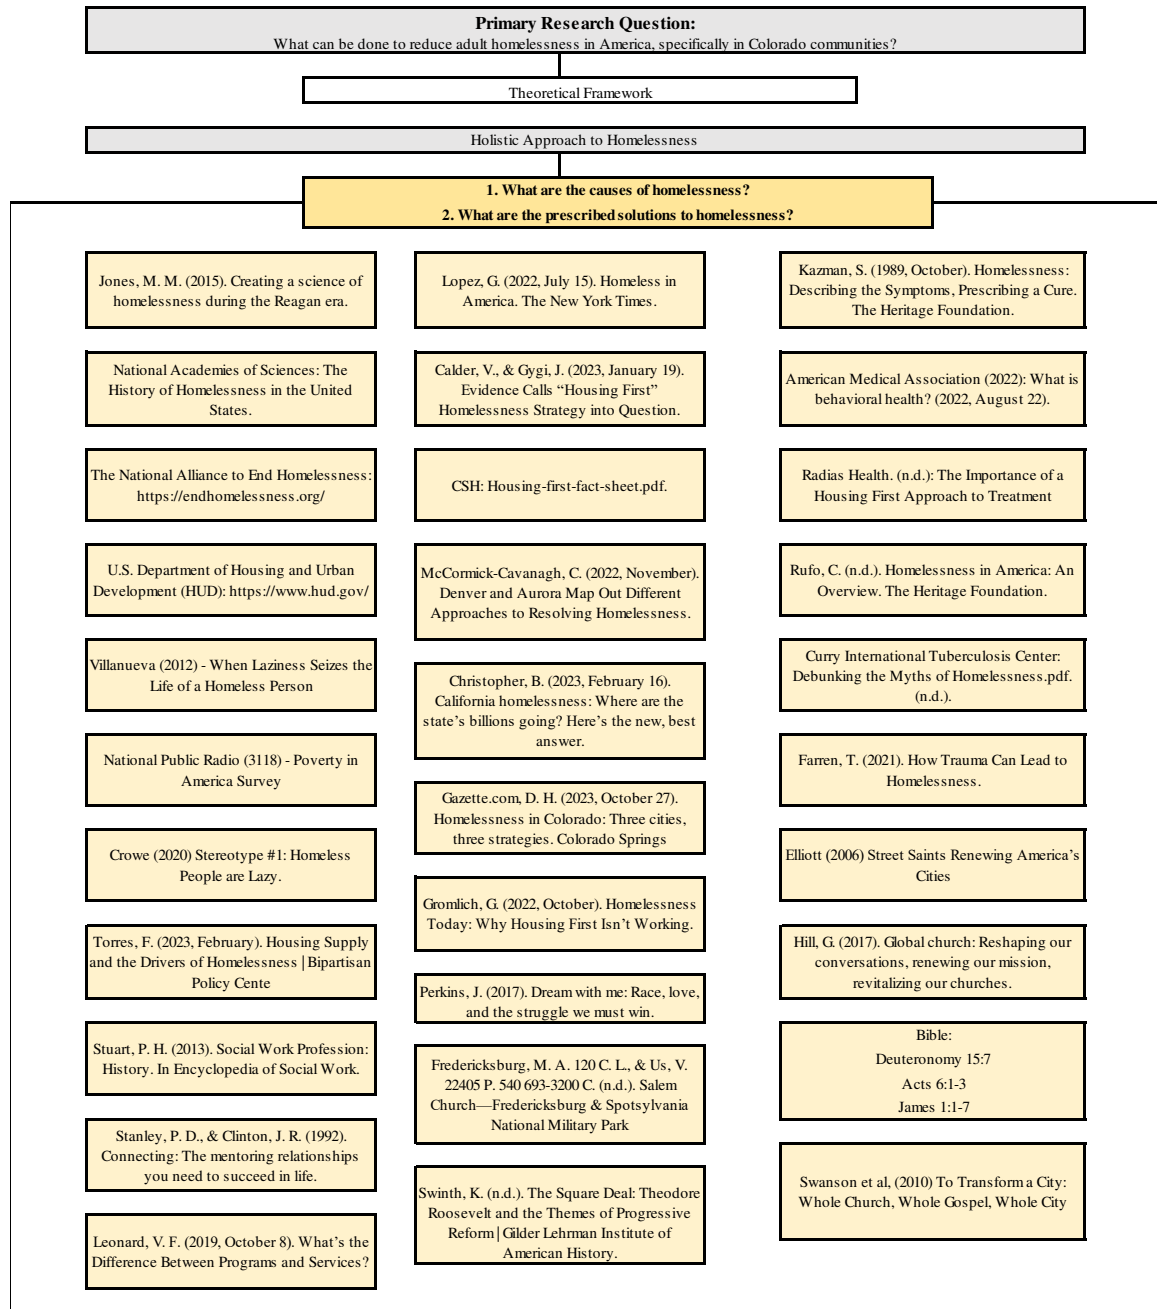 Primary Research Question:
What can be done to reduce adult homelessness in America, specifically in Colorado communities?
Theoretical Framework
Holistic Approach to Homelessness
1. What are the causes of homelessness?
2. What are the prescribed solutions to homelessness?
Jones, M. M. (2015). Creating a science of
homelessness during the Reagan era.
National Academies of Sciences: The
History of Homelessness in the United
States.
The National Alliance to End Homelessness:
https://endhomelessness.org/
U.S. Department of Housing and Urban
Development (HUD): https://www.hud.gov/
Villanueva (2012) - When Laziness Seizes the
Life of a Homeless Person
National Public Radio (3118) - Poverty in
America Survey
Crowe (2020) Stereotype #1: Homeless
People are Lazy.
Torres, F. (2023, February). Housing Supply
and the Drivers of Homelessness | Bipartisan
Policy Cente
Stuart, P. H. (2013). Social Work Profession:
History. In Encyclopedia of Social Work.
Stanley, P. D., & Clinton, J. R. (1992).
Connecting: The mentoring relationships
you need to succeed in life.
Leonard, V. F. (2019, October 8). What's the
Difference Between Programs and Services?
Lopez, G. (2022, July 15). Homeless in
America. The New York Times.
Calder, V., & Gygi, J. (2023, January 19).
Evidence Calls “Housing First”
Homelessness Strategy into Question.
CSH: Housing-first-fact-sheet.pdf.
McCormick-Cavanagh, C. (2022, November).
Denver and Aurora Map Out Different
Approaches to Resolving Homelessness.
Christopher, B. (2023, February 16).
California homelessness: Where are the
state’s billions going? Here’s the new, best
answer.
Gazette.com, D. H. (2023, October 27).
Homelessness in Colorado: Three cities,
three strategies. Colorado Springs
Gromlich, G. (2022, October). Homelessness
Today: Why Housing First Isn’t Working.
Perkins, J. (2017). Dream with me: Race, love,
and the struggle we must win.
Fredericksburg, M. A. 120 C. L., & Us, V.
22405 P. 540 693-3200 C. (n.d.). Salem
Church—Fredericksburg & Spotsylvania
National Military Park
Swinth, K. (n.d.). The Square Deal: Theodore
Roosevelt and the Themes of Progressive
Reform | Gilder Lehrman Institute of
American History.
Kazman, S. (1989, October). Homelessness:
Describing the Symptoms, Prescribing a Cure.
The Heritage Foundation.
American Medical Association (2022): What is
behavioral health? (2022, August 22).
Radias Health. (n.d.): The Importance of a
Housing First Approach to Treatment
Rufo, C. (n.d.). Homelessness in America: An
Overview. The Heritage Foundation.
Curry International Tuberculosis Center:
Debunking the Myths of Homelessness.pdf.
(n.d.).
Farren, T. (2021). How Trauma Can Lead to
Homelessness.
Elliott (2006) Street Saints Renewing America’s
Cities
Hill, G. (2017). Global church: Reshaping our
conversations, renewing our mission,
revitalizing our churches.
Bible:
Deuteronomy 15:7
Acts 6:1-3
James 1:1-7
Swanson et al, (2010) To Transform a City:
Whole Church, Whole Gospel, Whole City